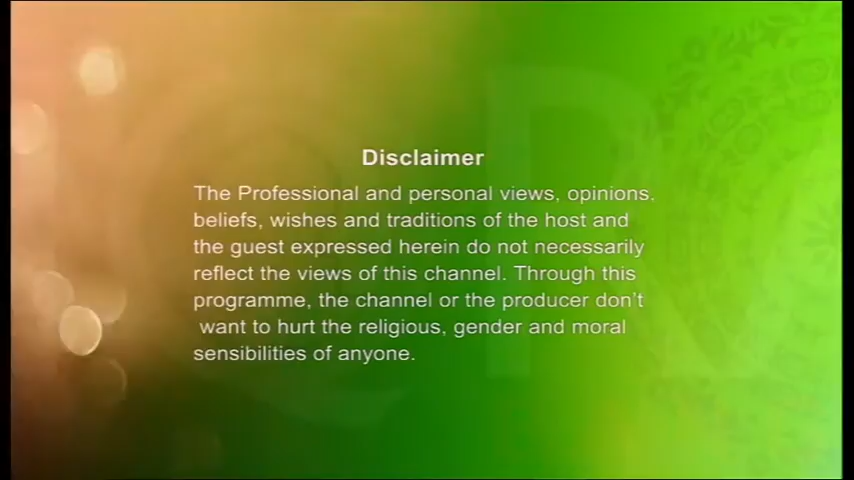 Disclaimer
The Professional and personal views, opinions.
beliefs, wishes and traditions of the host and
the guest expressed herein do not necessarily
reflect the views of this channel. Through this
programme, the channel or the producer don't
want to hurt the religious, gender and moral
sensibilities of anyone.